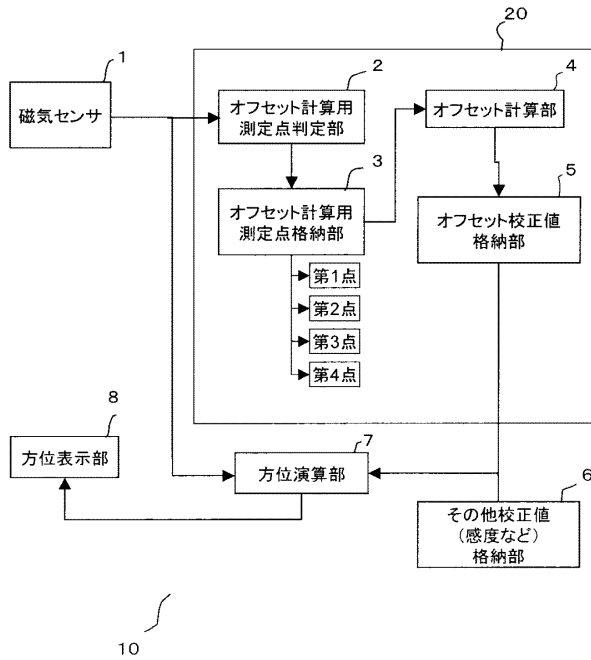 20
1
磁気センサ
2
オフセット計算用
測定点判定部
4
オフセット計算部
3
オフセット計算用
測定点格納部
5
オフセット校正値
格納部
第1点
第2点
第3点
第4点
8
方位表示部
7
方位演算部
6
その他校正値
(感度など)
格納部
10